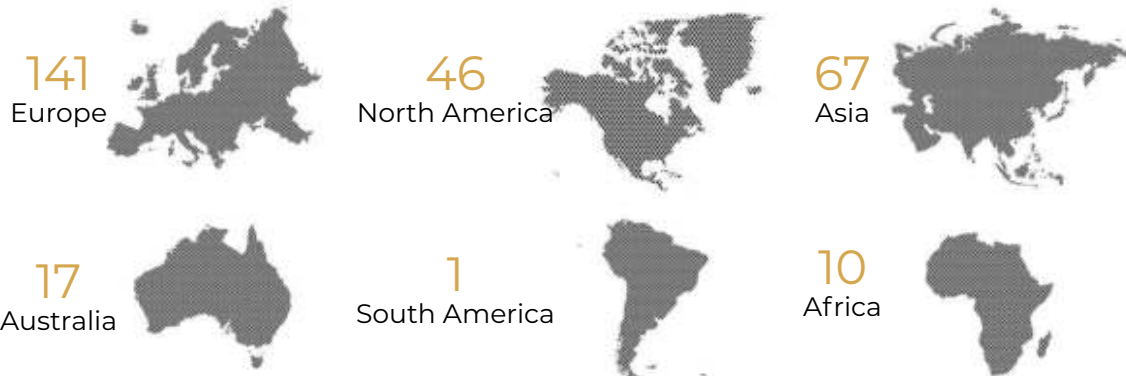 141
Europe
46
North America
67
Asia
17
Australia
1
South America
10
Africa